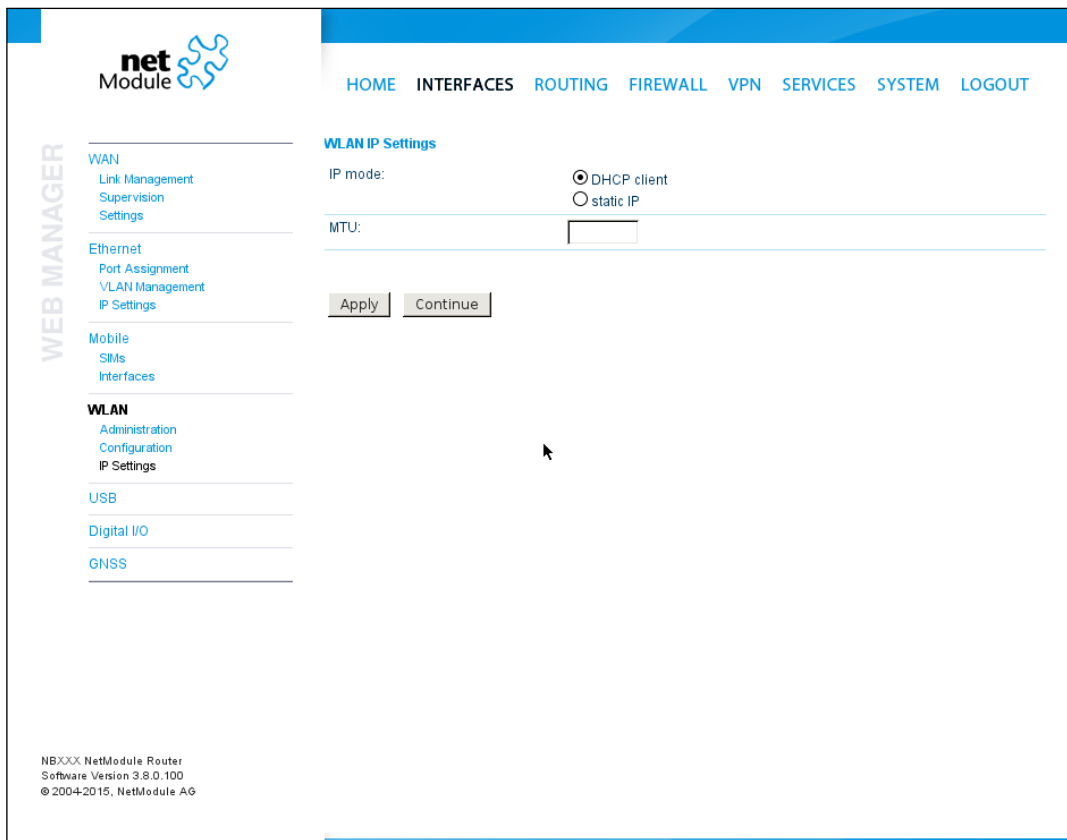 net
Module
HOME INTERFACES ROUTING FIREWALL VPN SERVICES SYSTEM LOGOUT
WEB MANAGER
WAN
Link Management
Supervision
Settings
Ethernet
Port Assignment
VLAN Management
IP Settings
Mobile
SIMs
Interfaces
WLAN
Administration
Configuration
IP Settings
USB
Digital I/O
GNSS
WLAN IP Settings
IP mode:
DHCP client
static IP
MTU:
Apply Continue
NBXXX NetModule Router
Software Version 3.8.0.100
© 2004-2015, NetModule AG